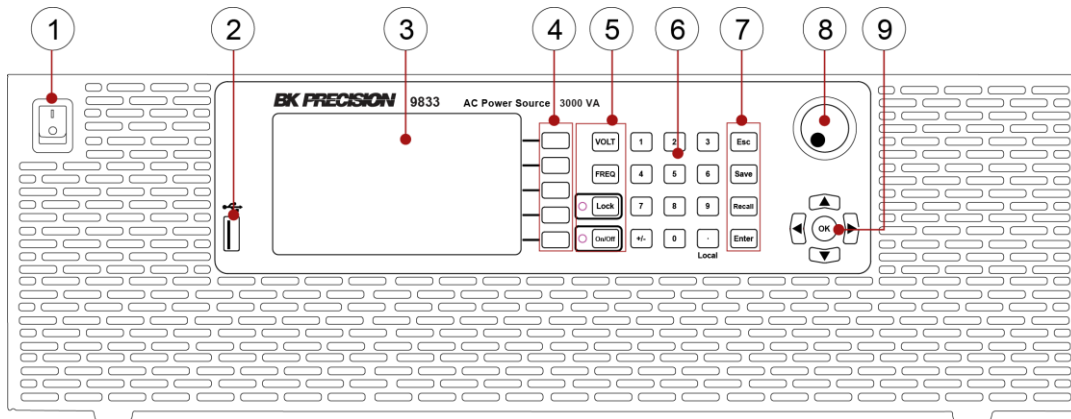 1 2 3 4 5 6 7 8 9
BK PRECISION 9833 AC Power Source 3000 VA
VOLT 1 2 3 Esc
FREQ 4 5 6 Save
Lock 7 8 9 Recall
On/Off +/- 0 . Enter
Local
OK